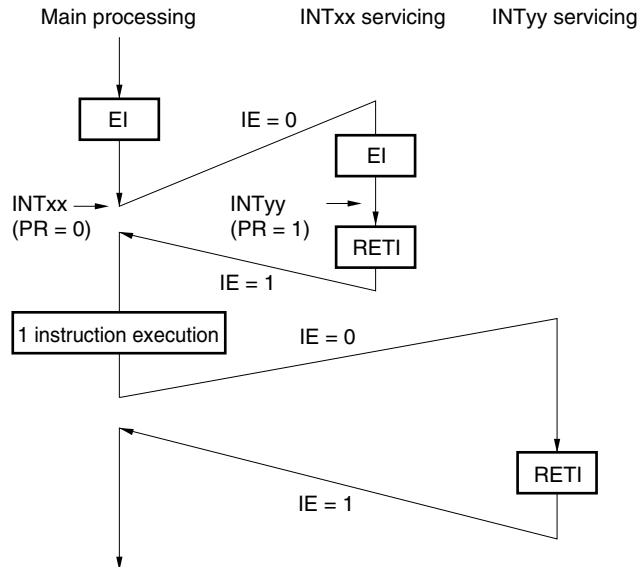 Main processing INTxx servicing INTyy servicing
EI
IE = 0
EI
INTxx
(PR = 0)
INTyy
(PR = 1)
RETI
IE = 1
1 instruction execution
IE = 0
RETI
IE = 1